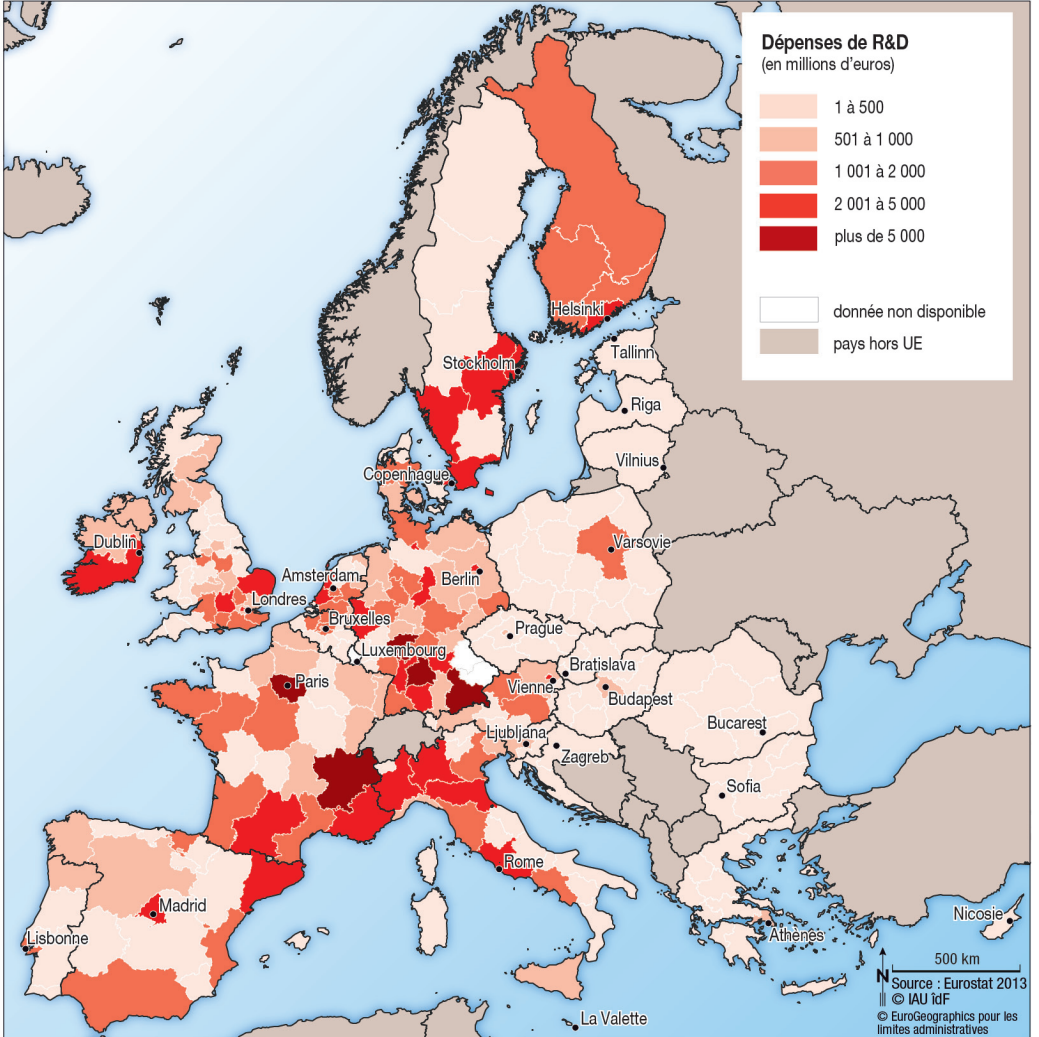 Dépenses de R&D
(en millions d'euros)
1 à 500
501 à 1 000
1 001 à 2 000
2 001 à 5 000
plus de 5 000
donnée non disponible
pays hors UE
Helsinki
Tallinn
Stockholm
Riga
Vilnius
Copenhague
Dublin
Varsovie
Amsterdam
Berlin
Londres
Bruxelles
Prague
Luxembourg
Bratislava
Paris
Vienne
Budapest
Bucarest
Ljubljana
Zagreb
Sofia
Rome
Madrid
Nicosie
Lisbonne
Athènes
500 km
N
Source : Eurostat 2013
© IAU îdF
© EuroGeographics pour les
limites administratives
La Valette